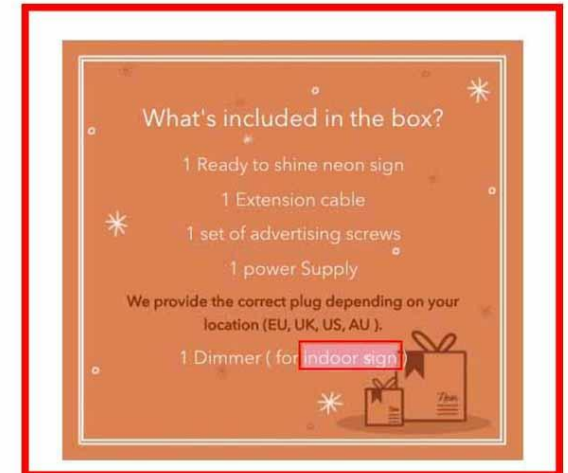 What's included in the box?
1 Ready to shine neon sign
1 Extension cable
1 set of advertising screws
1 power Supply
We provide the correct plug depending on your
location (EU, UK, US, AU ).
1 Dimmer ( for indoor sign )